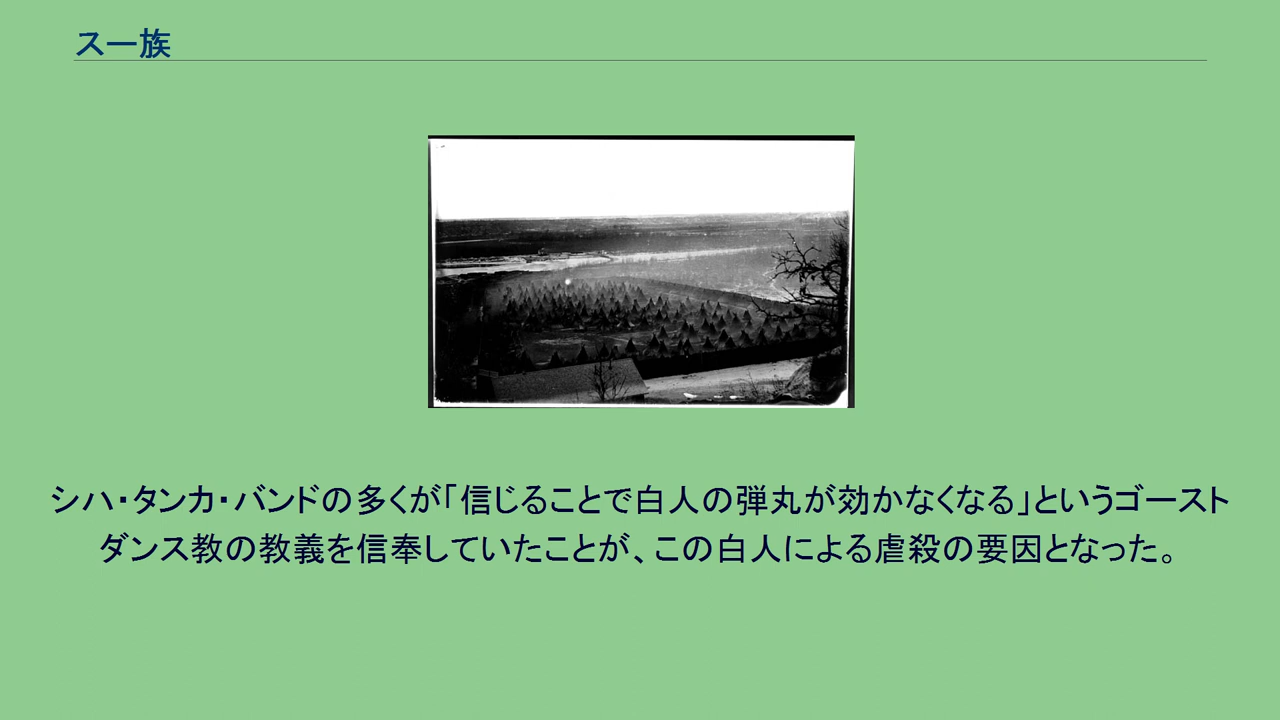 スー族
シハ・タンカ・バンドの多くが「信じることで白人の弾丸が効かなくなる」というゴースト
ダンス教の教義を信奉していたことが、この白人による虐殺の要因となった。